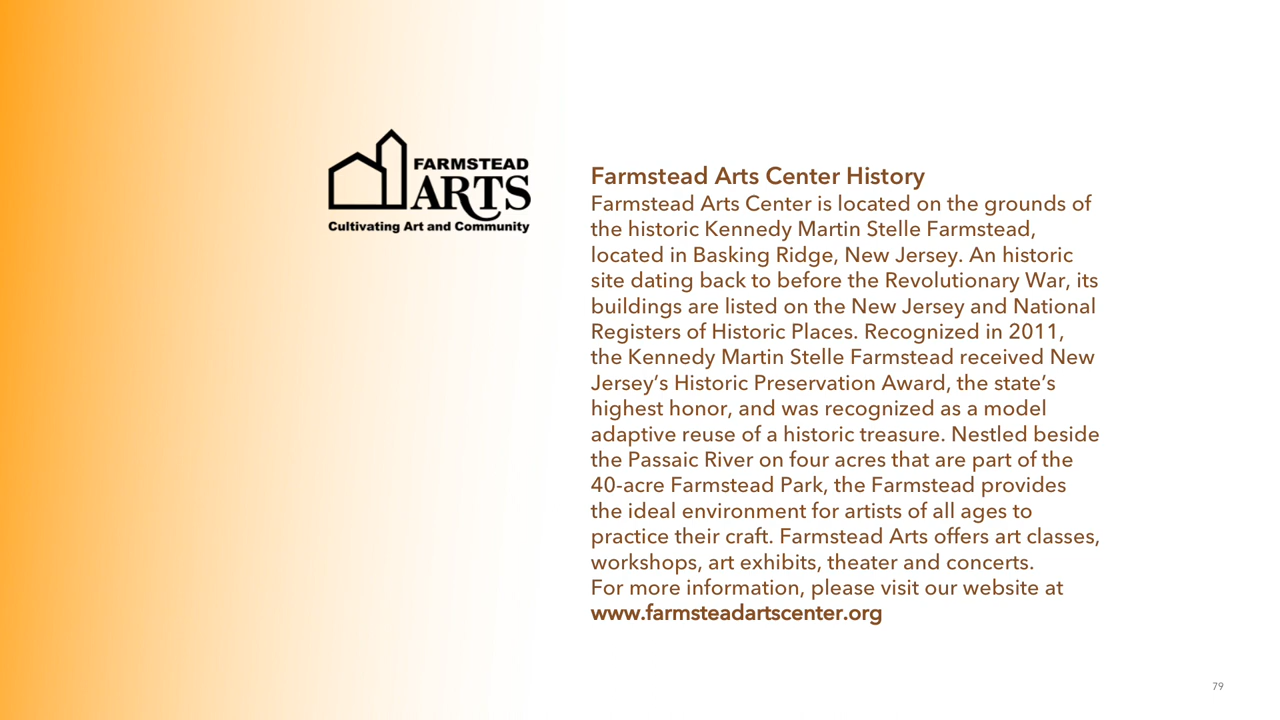 FARMSTEAD
ARTS
Cultivating Art and Community
Farmstead Arts Center History
Farmstead Arts Center is located on the grounds of
the historic Kennedy Martin Stelle Farmstead,
located in Basking Ridge, New Jersey. An historic
site dating back to before the Revolutionary War, its
buildings are listed on the New Jersey and National
Registers of Historic Places. Recognized in 2011,
the Kennedy Martin Stelle Farmstead received New
Jersey’s Historic Preservation Award, the state’s
highest honor, and was recognized as a model
adaptive reuse of a historic treasure. Nestled beside
the Passaic River on four acres that are part of the
40-acre Farmstead Park, the Farmstead provides
the ideal environment for artists of all ages to
practice their craft. Farmstead Arts offers art classes,
workshops, art exhibits, theater and concerts.
For more information, please visit our website at
www.farmsteadartscenter.org
79